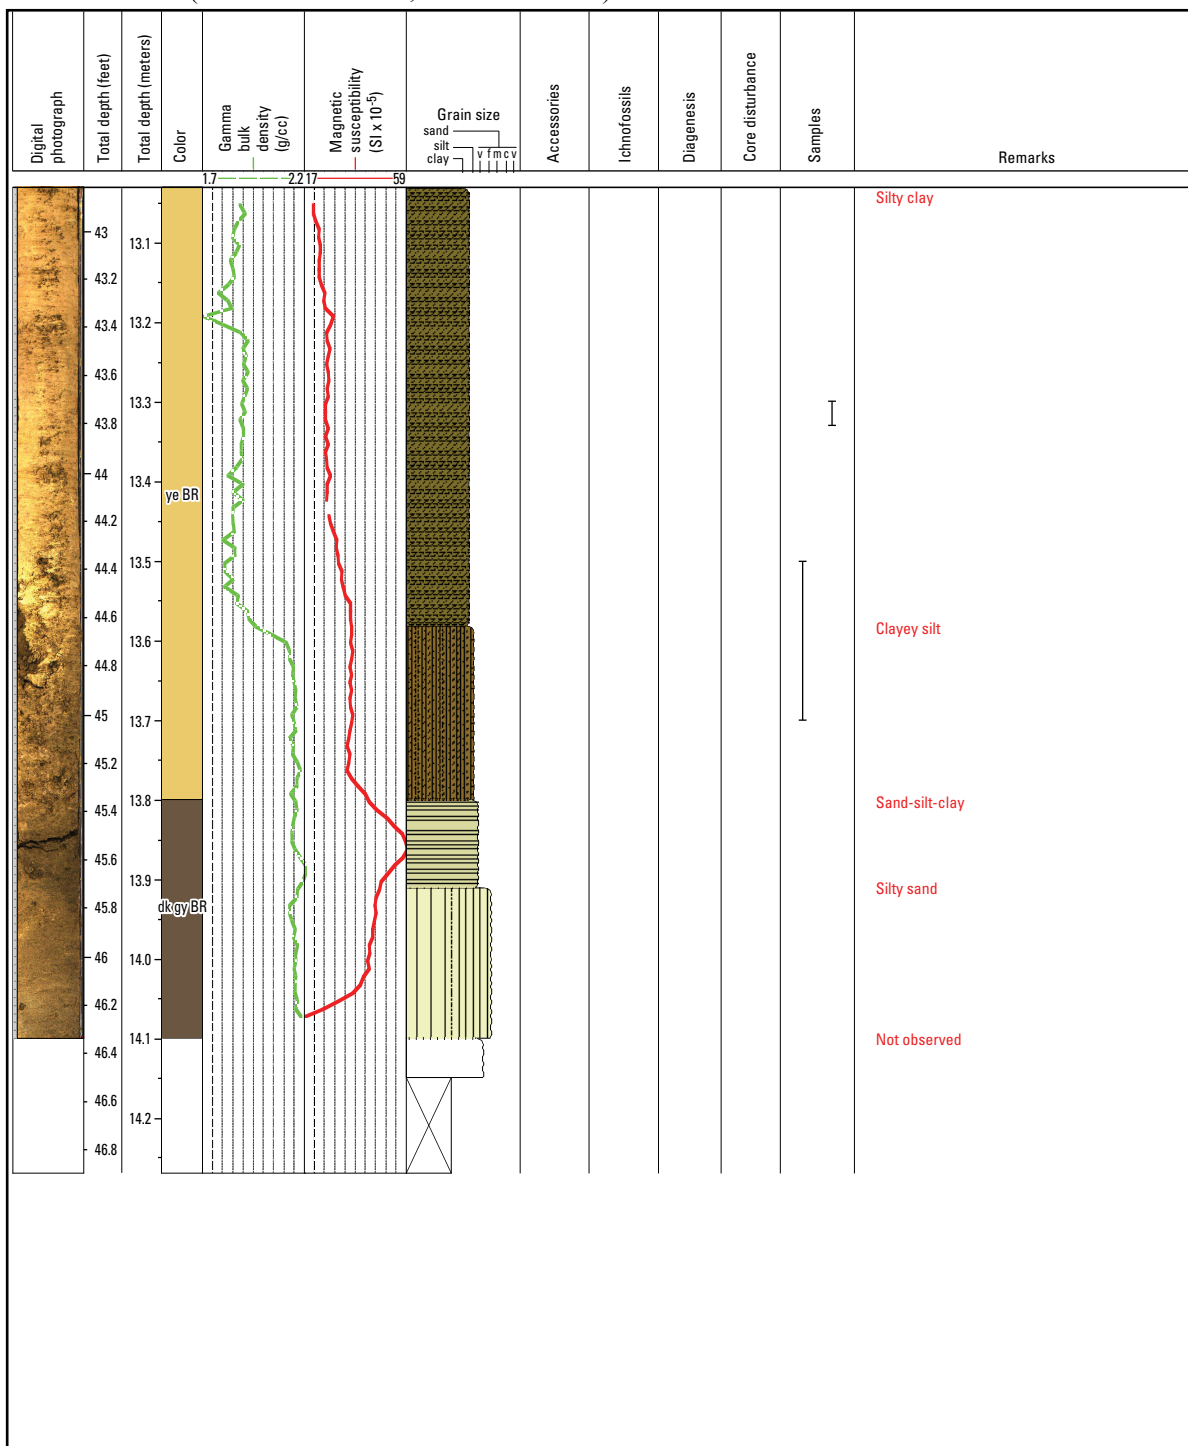 Digital photograph
Total depth (feet)
Total depth (meters)
Color
Gamma bulk density (g/cc)
Magnetic susceptibility (SI x 10-5)
Grain size
sand
silt
clay
v f m c v
Accessories
Ichnofossils
Diagenesis
Core disturbance
Samples
Remarks
1.7 2.2 17 59
Silty clay
43
13.1
43.2
13.2
43.4
43.6
13.3
43.8
44
13.4
ye BR
44.2
13.5
44.4
44.6
Clayey silt
13.6
44.8
45
13.7
45.2
13.8
Sand-silt-clay
45.4
45.6
13.9
Silty sand
45.8
dk gy BR
46
14.0
46.2
14.1
Not observed
46.4
46.6
14.2
46.8